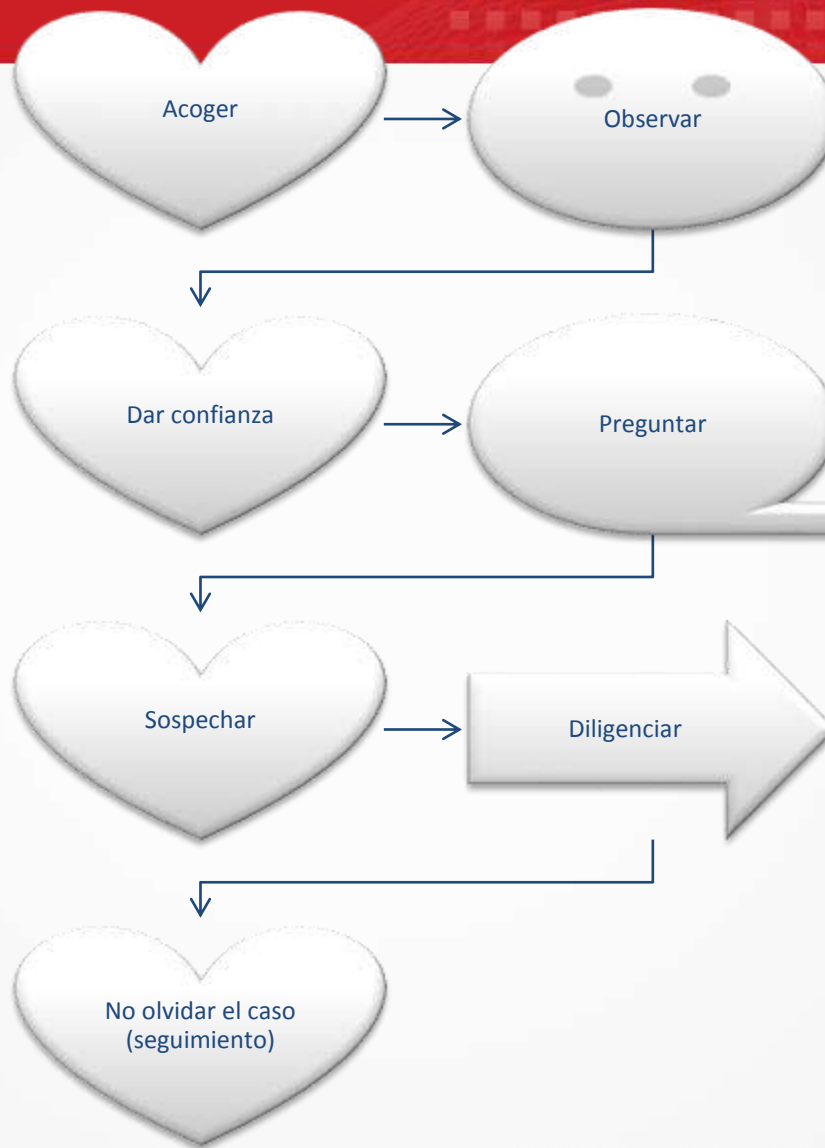 Acoger
Observar
Dar confianza
Preguntar
Sospechar
Diligenciar
No olvidar el caso
(seguimiento)